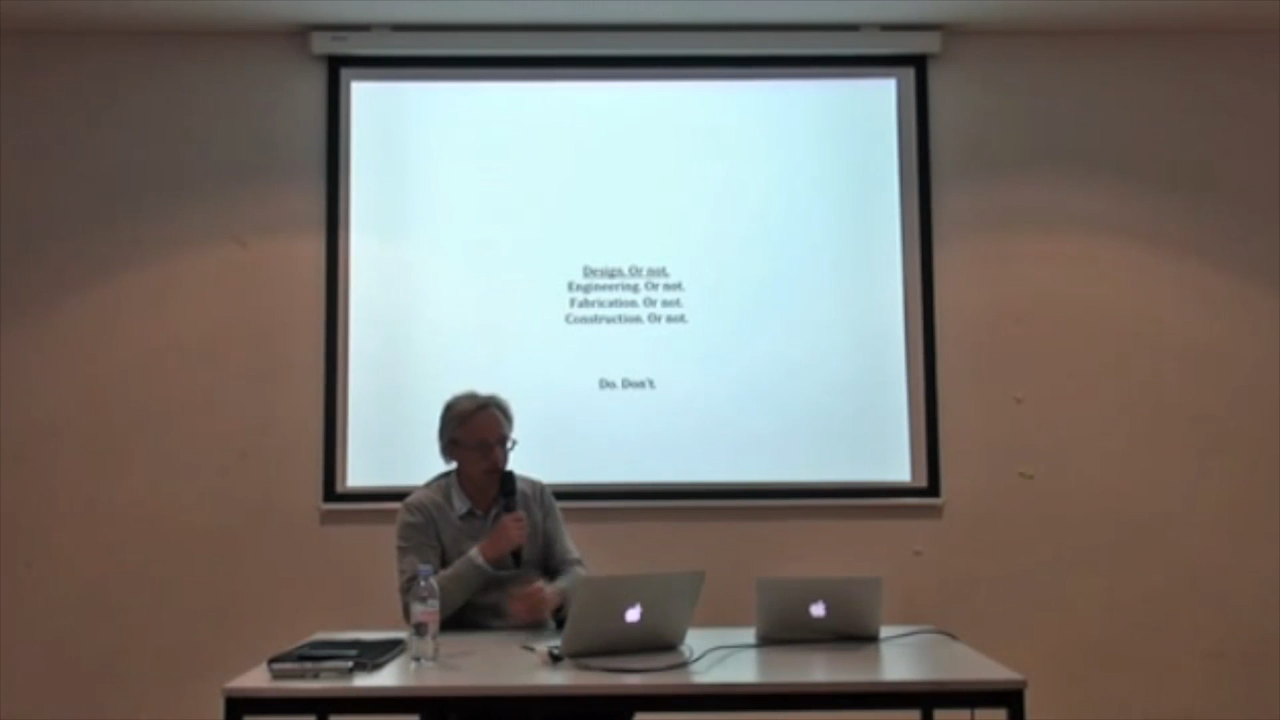 Design. Or not.
Engineering. Or not.
Fabrication. Or not.
Construction. Or not.
Do. Don't.